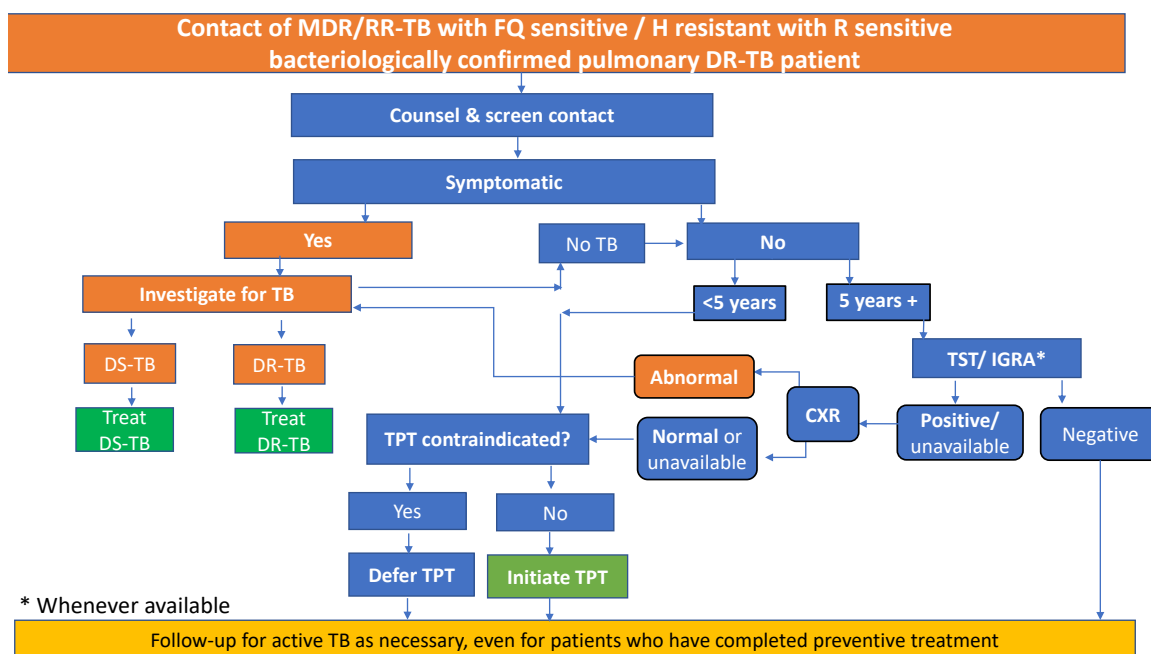 Contact of MDR/RR-TB with FQ sensitive / H resistant with R sensitive
bacteriologically confirmed pulmonary DR-TB patient
Counsel & screen contact
Symptomatic
Yes
No TB
No
Investigate for TB
<5 years
5 years +
DS-TB
DR-TB
TST/ IGRA*
Abnormal
Treat
DS-TB
Treat
DR-TB
CXR
TPT contraindicated?
Normal or
unavailable
Positive/
unavailable
Negative
Yes
No
Defer TPT
Initiate TPT
* Whenever available
Follow-up for active TB as necessary, even for patients who have completed preventive treatment